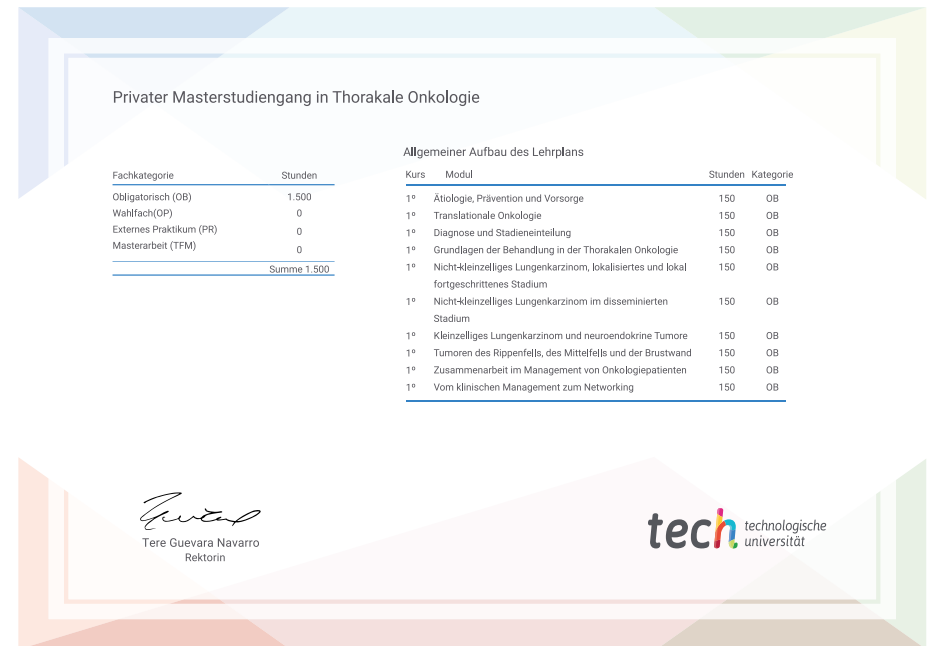 Privater Masterstudiengang in Thorakale Onkologie
Fachkategorie Stunden
Obligatorisch (OB) 1.500
Wahlfach(OP) 0
Externes Praktikum (PR) 0
Masterarbeit (TFM) 0
Summe 1.500
Allgemeiner Aufbau des Lehrplans
Kurs Modul Stunden Kategorie
1º Ätiologie, Prävention und Vorsorge 150 OB
1º Translationale Onkologie 150 OB
1º Diagnose und Stadieneinteilung 150 OB
1º Grundlagen der Behandlung in der Thorakalen Onkologie 150 OB
1º Nicht-kleinzelliges Lungenkarzinom, lokalisiertes und lokal 150 OB
fortgeschrittenes Stadium
1º Nicht-kleinzelliges Lungenkarzinom im disseminierten 150 OB
Stadium
1º Kleinzelliges Lungenkarzinom und neuroendokrine Tumore 150 OB
1º Tumoren des Rippenfells, des Mittelfells und der Brustwand 150 OB
1º Zusammenarbeit im Management von Onkologiepatienten 150 OB
1º Vom klinischen Management zum Networking 150 OB
Tere Guevara Navarro
Rektorin
tech technologische
universität